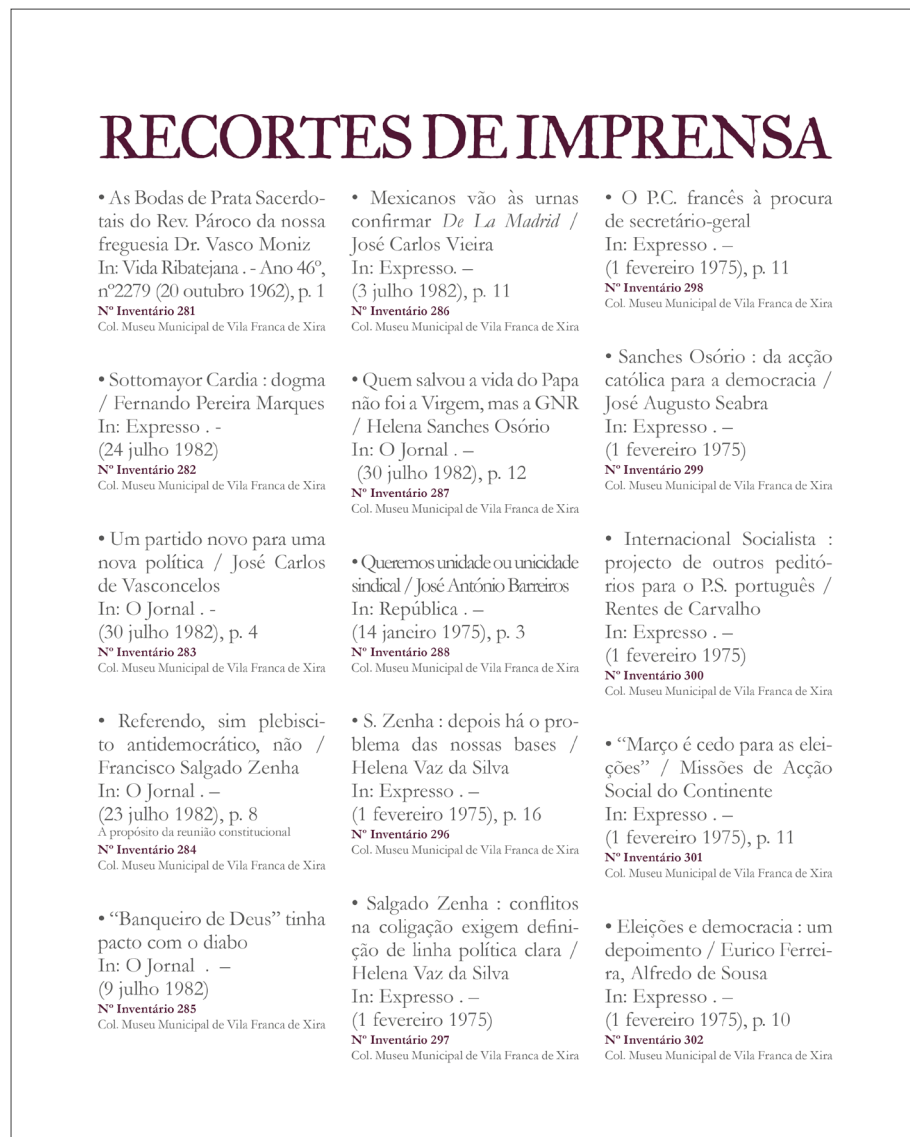 RECORTES DE IMPRENSA
• As Bodas de Prata Sacerdo-
tais do Rev. Pároco da nossa
freguesia Dr. Vasco Moniz
In: Vida Ribatejana . - Ano 46º,
nº2279 (20 outubro 1962), p. 1
Nº Inventário 281
Col. Museu Municipal de Vila Franca de Xira
• Sottomayor Cardia : dogma
/ Fernando Pereira Marques
In: Expresso . -
(24 julho 1982)
Nº Inventário 282
Col. Museu Municipal de Vila Franca de Xira
• Um partido novo para uma
nova política / José Carlos
de Vasconcelos
In: O Jornal . -
(30 julho 1982), p. 4
Nº Inventário 283
Col. Museu Municipal de Vila Franca de Xira
• Referendo, sim plebisci-
to antidemocrático, não /
Francisco Salgado Zenha
In: O Jornal . –
(23 julho 1982), p. 8
A propósito da reunião constitucional
Nº Inventário 284
Col. Museu Municipal de Vila Franca de Xira
• “Banqueiro de Deus” tinha
pacto com o diabo
In: O Jornal . –
(9 julho 1982)
Nº Inventário 285
Col. Museu Municipal de Vila Franca de Xira
• Mexicanos vão às urnas
confirmar De La Madrid /
José Carlos Vieira
In: Expresso. –
(3 julho 1982), p. 11
Nº Inventário 286
Col. Museu Municipal de Vila Franca de Xira
• Quem salvou a vida do Papa
não foi a Virgem, mas a GNR
/ Helena Sanches Osório
In: O Jornal . –
(30 julho 1982), p. 12
Nº Inventário 287
Col. Museu Municipal de Vila Franca de Xira
• Queremos unidade ou unicidade
sindical / José António Barreiros
In: República . –
(14 janeiro 1975), p. 3
Nº Inventário 288
Col. Museu Municipal de Vila Franca de Xira
• S. Zenha : depois há o pro-
blema das nossas bases /
Helena Vaz da Silva
In: Expresso . –
(1 fevereiro 1975), p. 16
Nº Inventário 296
Col. Museu Municipal de Vila Franca de Xira
• Salgado Zenha : conflitos
na coligação exigem defini-
ção de linha política clara /
Helena Vaz da Silva
In: Expresso . –
(1 fevereiro 1975)
Nº Inventário 297
Col. Museu Municipal de Vila Franca de Xira
• O P.C. francês à procura
de secretário-geral
In: Expresso . –
(1 fevereiro 1975), p. 11
Nº Inventário 298
Col. Museu Municipal de Vila Franca de Xira
• Sanches Osório : da acção
católica para a democracia /
José Augusto Seabra
In: Expresso . –
(1 fevereiro 1975)
Nº Inventário 299
Col. Museu Municipal de Vila Franca de Xira
• Internacional Socialista :
projecto de outros peditó-
rios para o P.S. português /
Rentes de Carvalho
In: Expresso . –
(1 fevereiro 1975)
Nº Inventário 300
Col. Museu Municipal de Vila Franca de Xira
• “Março é cedo para as elei-
ções” / Missões de Acção
Social do Continente
In: Expresso . –
(1 fevereiro 1975), p. 11
Nº Inventário 301
Col. Museu Municipal de Vila Franca de Xira
• Eleições e democracia : um
depoimento / Eurico Ferrei-
ra, Alfredo de Sousa
In: Expresso . –
(1 fevereiro 1975), p. 10
Nº Inventário 302
Col. Museu Municipal de Vila Franca de Xira